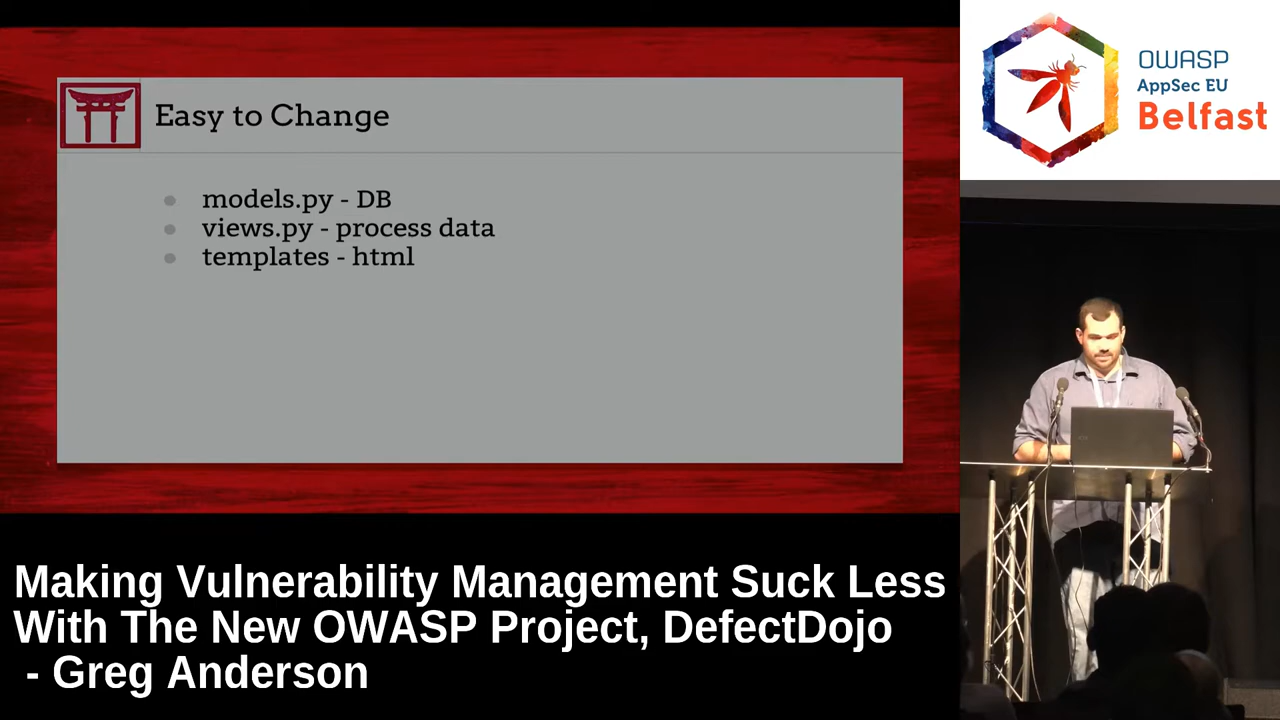 Easy to Change
models.py - DB
views.py - process data
templates - html
OWASP
AppSec EU
Belfast
Making Vulnerability Management Suck Less
With The New OWASP Project, DefectDojo
- Greg Anderson